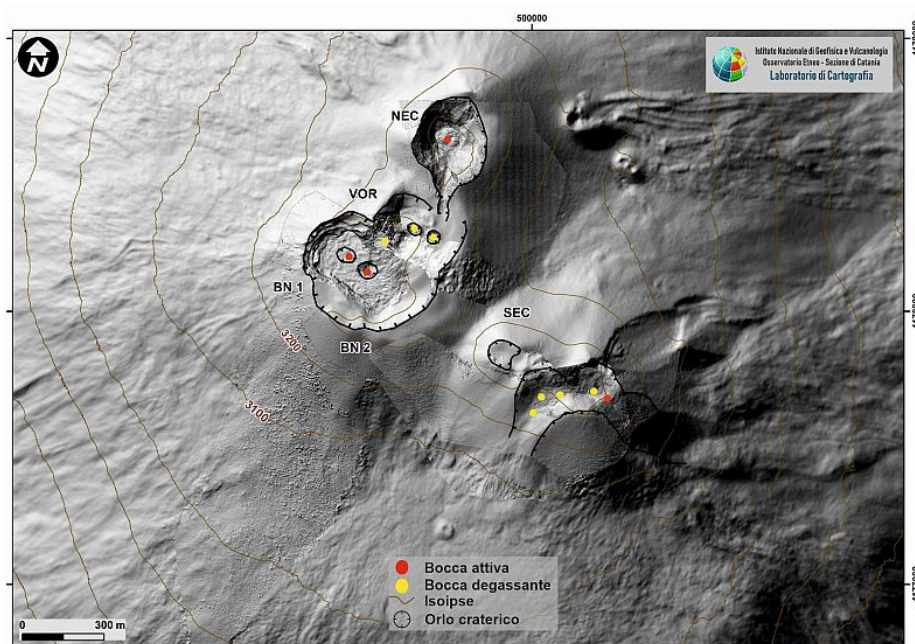 500000
Istituto Nazionale di Geofisica e Vulcanologia
Osservatorio Etneo - Sezione di Catania
Laboratorio di Cartografia
N
NEC
VOR
BN 1
BN 2
SEC
3200
3100
Bocca attiva
Bocca degassante
Isoipse
Orlo craterico
0 300 m